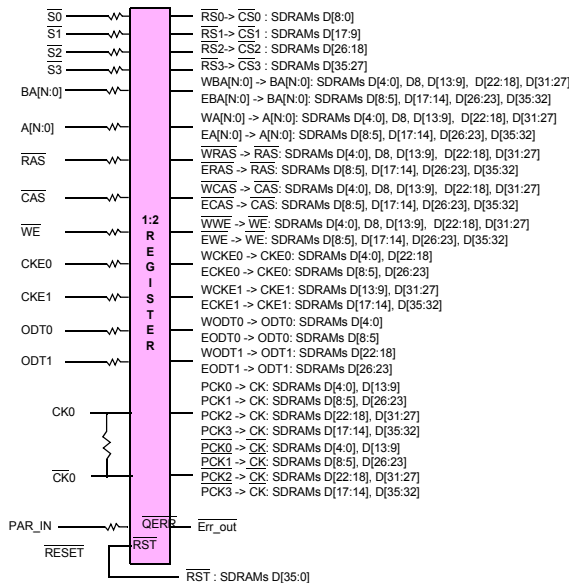 S0
S1
S2
S3
BA[N:0]
A[N:0]
RAS
CAS
WE
CKE0
CKE1
ODT0
ODT1
CK0
CK0
PAR_IN
RESET
1:2
R
E
G
I
S
T
E
R
QERR
RST
RS0-> CS0 : SDRAMs D[8:0]
RS1-> CS1 : SDRAMs D[17:9]
RS2-> CS2 : SDRAMs D[26:18]
RS3-> CS3 : SDRAMs D[35:27]
WBA[N:0] -> BA[N:0]: SDRAMs D[4:0], D8, D[13:9], D[22:18], D[31:27]
EBA[N:0] -> BA[N:0]: SDRAMs D[8:5], D[17:14], D[26:23], D[35:32]
WA[N:0] -> A[N:0]: SDRAMs D[4:0], D8, D[13:9], D[22:18], D[31:27]
EA[N:0] -> A[N:0]: SDRAMs D[8:5], D[17:14], D[26:23], D[35:32]
WRAS -> RAS: SDRAMs D[4:0], D8, D[13:9], D[22:18], D[31:27]
ERAS -> RAS: SDRAMs D[8:5], D[17:14], D[26:23], D[35:32]
WCAS -> CAS: SDRAMs D[4:0], D8, D[13:9], D[22:18], D[31:27]
ECAS -> CAS: SDRAMs D[8:5], D[17:14], D[26:23], D[35:32]
WWE -> WE: SDRAMs D[4:0], D8, D[13:9], D[22:18], D[31:27]
EWE -> WE: SDRAMs D[8:5], D[17:14], D[26:23], D[35:32]
WCKE0 -> CKE0: SDRAMs D[4:0], D[22:18]
ECKE0 -> CKE0: SDRAMs D[8:5], D[26:23]
WCKE1 -> CKE1: SDRAMs D[13:9], D[31:27]
ECKE1 -> CKE1: SDRAMs D[17:14], D[35:32]
WODT0 -> ODT0: SDRAMs D[4:0]
EODT0 -> ODT0: SDRAMs D[8:5]
WODT1 -> ODT1: SDRAMs D[22:18]
EODT1 -> ODT1: SDRAMs D[26:23]
PCK0 -> CK: SDRAMs D[4:0], D[13:9]
PCK1 -> CK: SDRAMs D[8:5], D[26:23]
PCK2 -> CK: SDRAMs D[22:18], D[31:27]
PCK3 -> CK: SDRAMs D[17:14], D[35:32]
PCK0 -> CK: SDRAMs D[4:0], D[13:9]
PCK1 -> CK: SDRAMs D[8:5], D[26:23]
PCK2 -> CK: SDRAMs D[22:18], D[31:27]
PCK3 -> CK: SDRAMs D[17:14], D[35:32]
Err_out
RST : SDRAMs D[35:0]